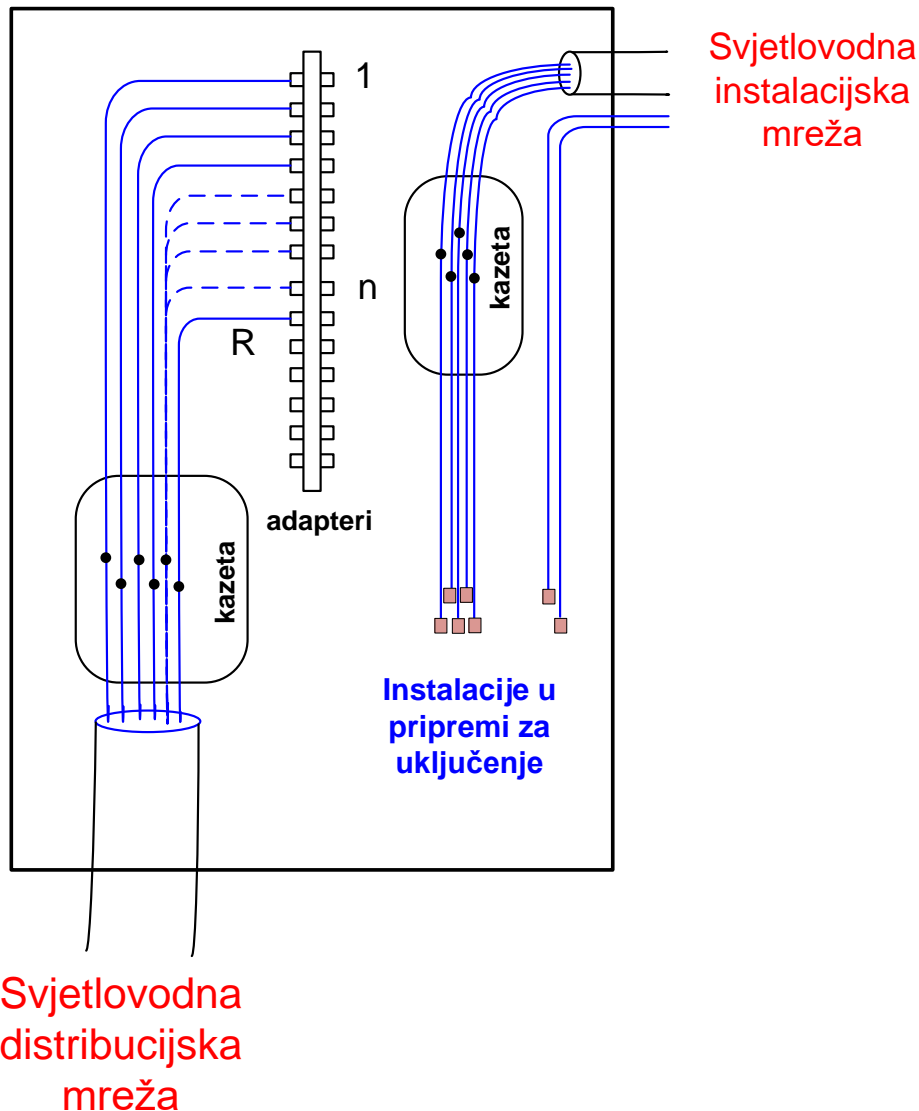 Svjetlovodna
instalacijska
mreža
1
n
R
kazeta
adapteri
kazeta
Instalacije u
pripremi za
uključenje
Svjetlovodna
distribucijska
mreža